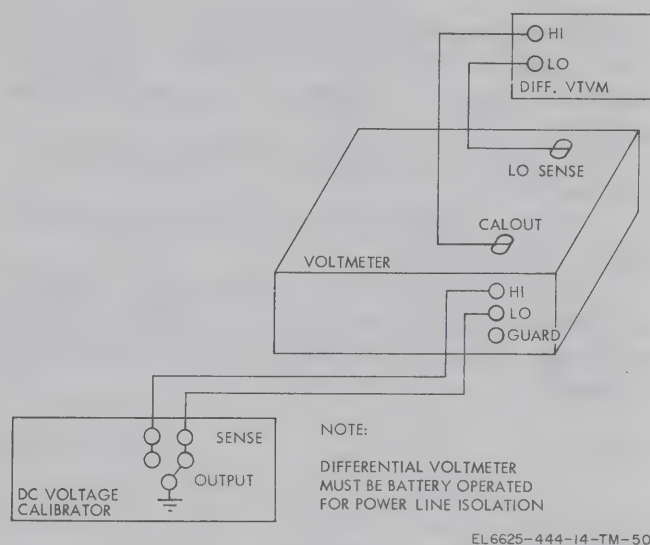 HI
LO
DIFF. VTVM
LO SENSE
CALOUT
VOLTMETER
HI
LO
GUARD
SENSE
OUTPUT
DC VOLTAGE
CALIBRATOR
NOTE:
DIFFERENTIAL VOLTMETER
MUST BE BATTERY OPERATED
FOR POWER LINE ISOLATION
EL6625-444-14-TM-50